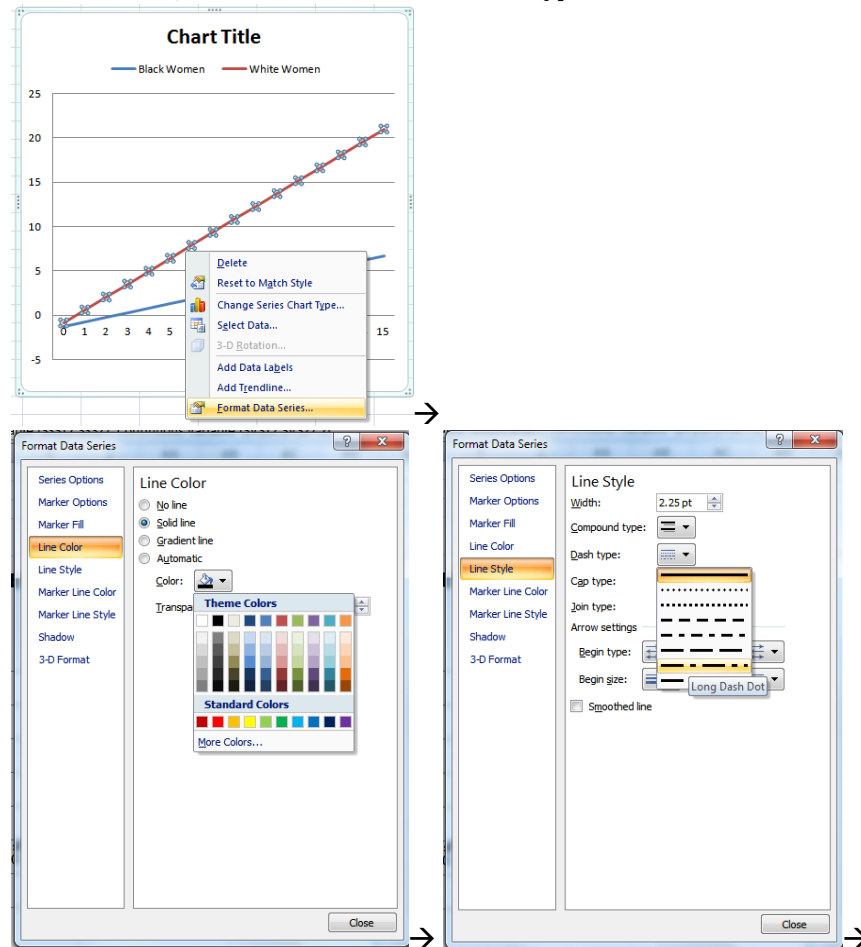 Chart Title
Black Women White Women
25
20
15
10
5
0
-5
0 1 2 3 4 5 15
Delete
Reset to Match Style
Change Series Chart Type...
Select Data...
3-D Rotation...
Add Data Labels
Add Trendline...
Format Data Series...
→
Format Data Series
Series Options
Marker Options
Marker Fill
Line Color
Line Style
Marker Line Color
Marker Line Style
Shadow
3-D Format
Line Color
No line
Solid line
Gradient line
Automatic
Color:
Transpa
Theme Colors
Standard Colors
More Colors...
Close
→
Format Data Series
Series Options
Marker Options
Marker Fill
Line Color
Line Style
Marker Line Color
Marker Line Style
Shadow
3-D Format
Line Style
Width: 2.25 pt
Compound type:
Dash type:
Cap type:
Join type:
Arrow settings
Begin type:
Begin size:
Long Dash Dot
Smoothed line
Close
→